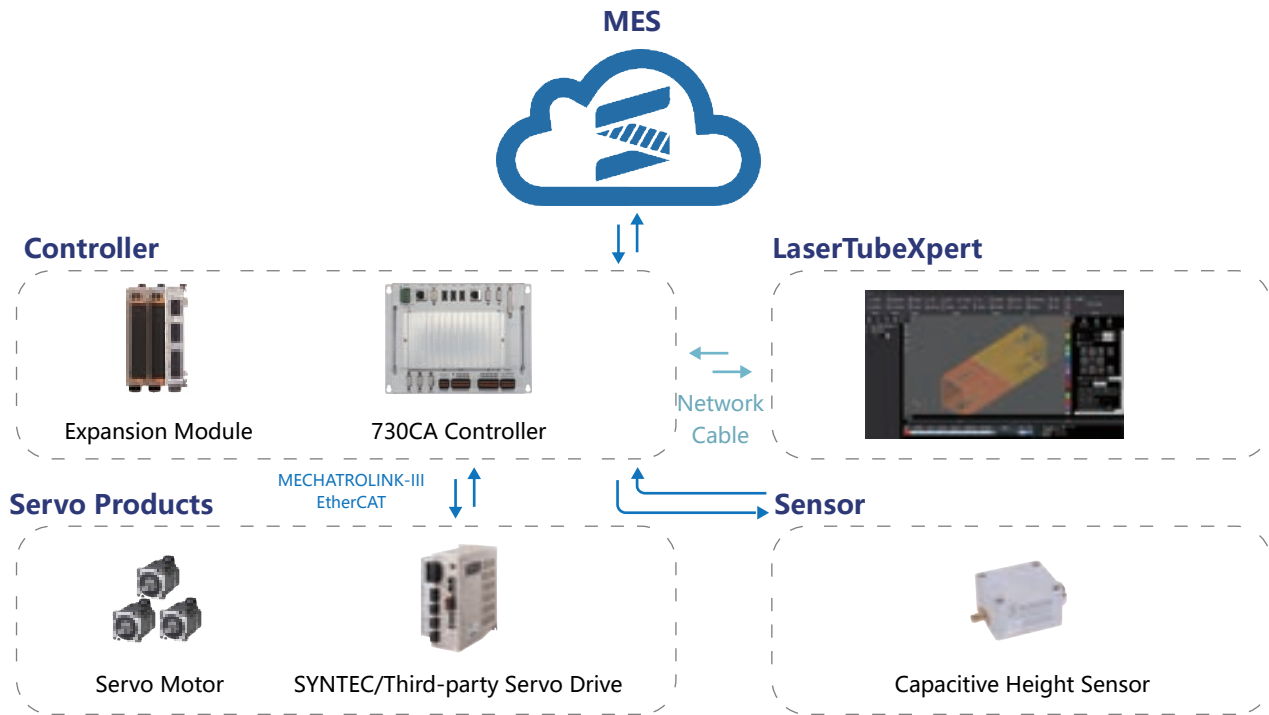 MES
Controller
LaserTubeXpert
Expansion Module
730CA Controller
Network
Cable
MECHATROLINK-III
EtherCAT
Servo Products
Sensor
Servo Motor
SYNTEC/Third-party Servo Drive
Capacitive Height Sensor